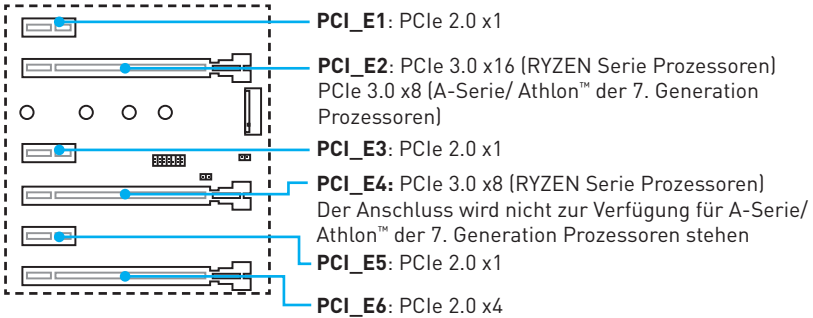 PCI_E1: PCIe 2.0 x1
PCI_E2: PCIe 3.0 x16 (RYZEN Serie Prozessoren)
PCIe 3.0 x8 (A-Serie/ Athlon™ der 7. Generation
Prozessoren)
PCI_E3: PCIe 2.0 x1
PCI_E4: PCIe 3.0 x8 (RYZEN Serie Prozessoren)
Der Anschluss wird nicht zur Verfügung für A-Serie/
Athlon™ der 7. Generation Prozessoren stehen
PCI_E5: PCIe 2.0 x1
PCI_E6: PCIe 2.0 x4